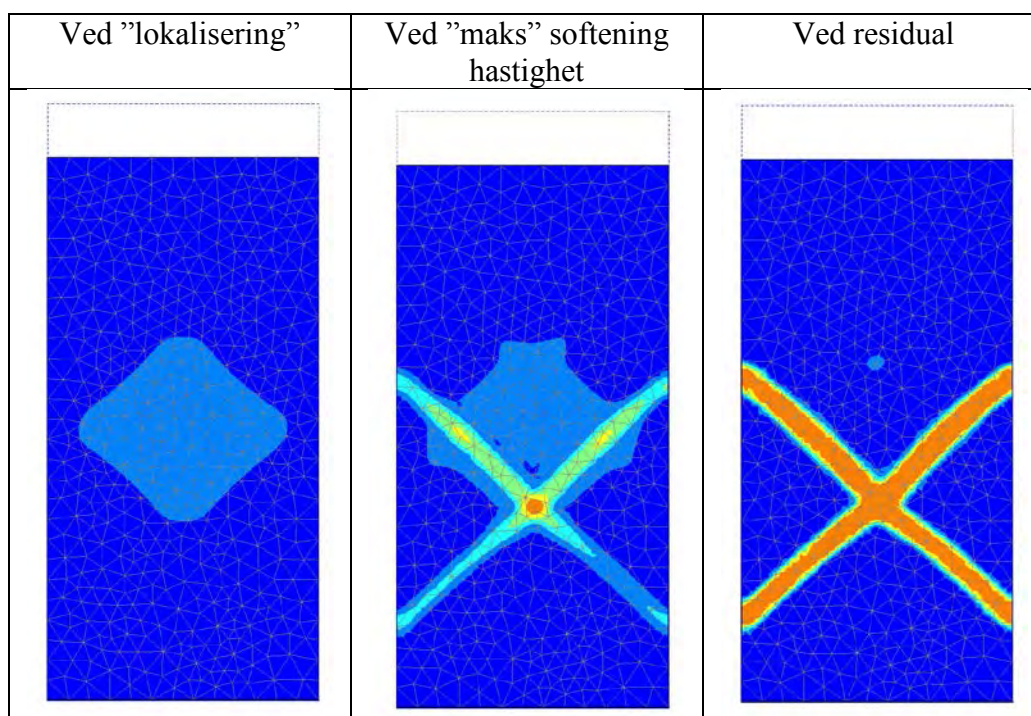 Ved ”lokalisering”
Ved ”maks” softening
hastighet
Ved residual